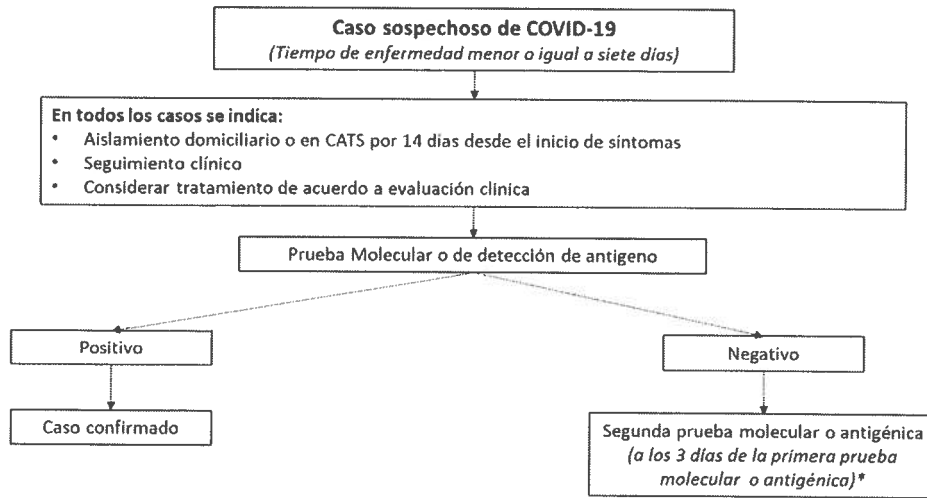 Caso sospechoso de COVID-19
(Tiempo de enfermedad menor o igual a siete días)
En todos los casos se indica:
• Aislamiento domiciliario o en CATS por 14 días desde el inicio de síntomas
• Seguimiento clínico
• Considerar tratamiento de acuerdo a evaluación clínica
Prueba Molecular o de detección de antigeno
Positivo
Negativo
Caso confirmado
Segunda prueba molecular o antigénica
(a los 3 días de la primera prueba
molecular o antigénica)*